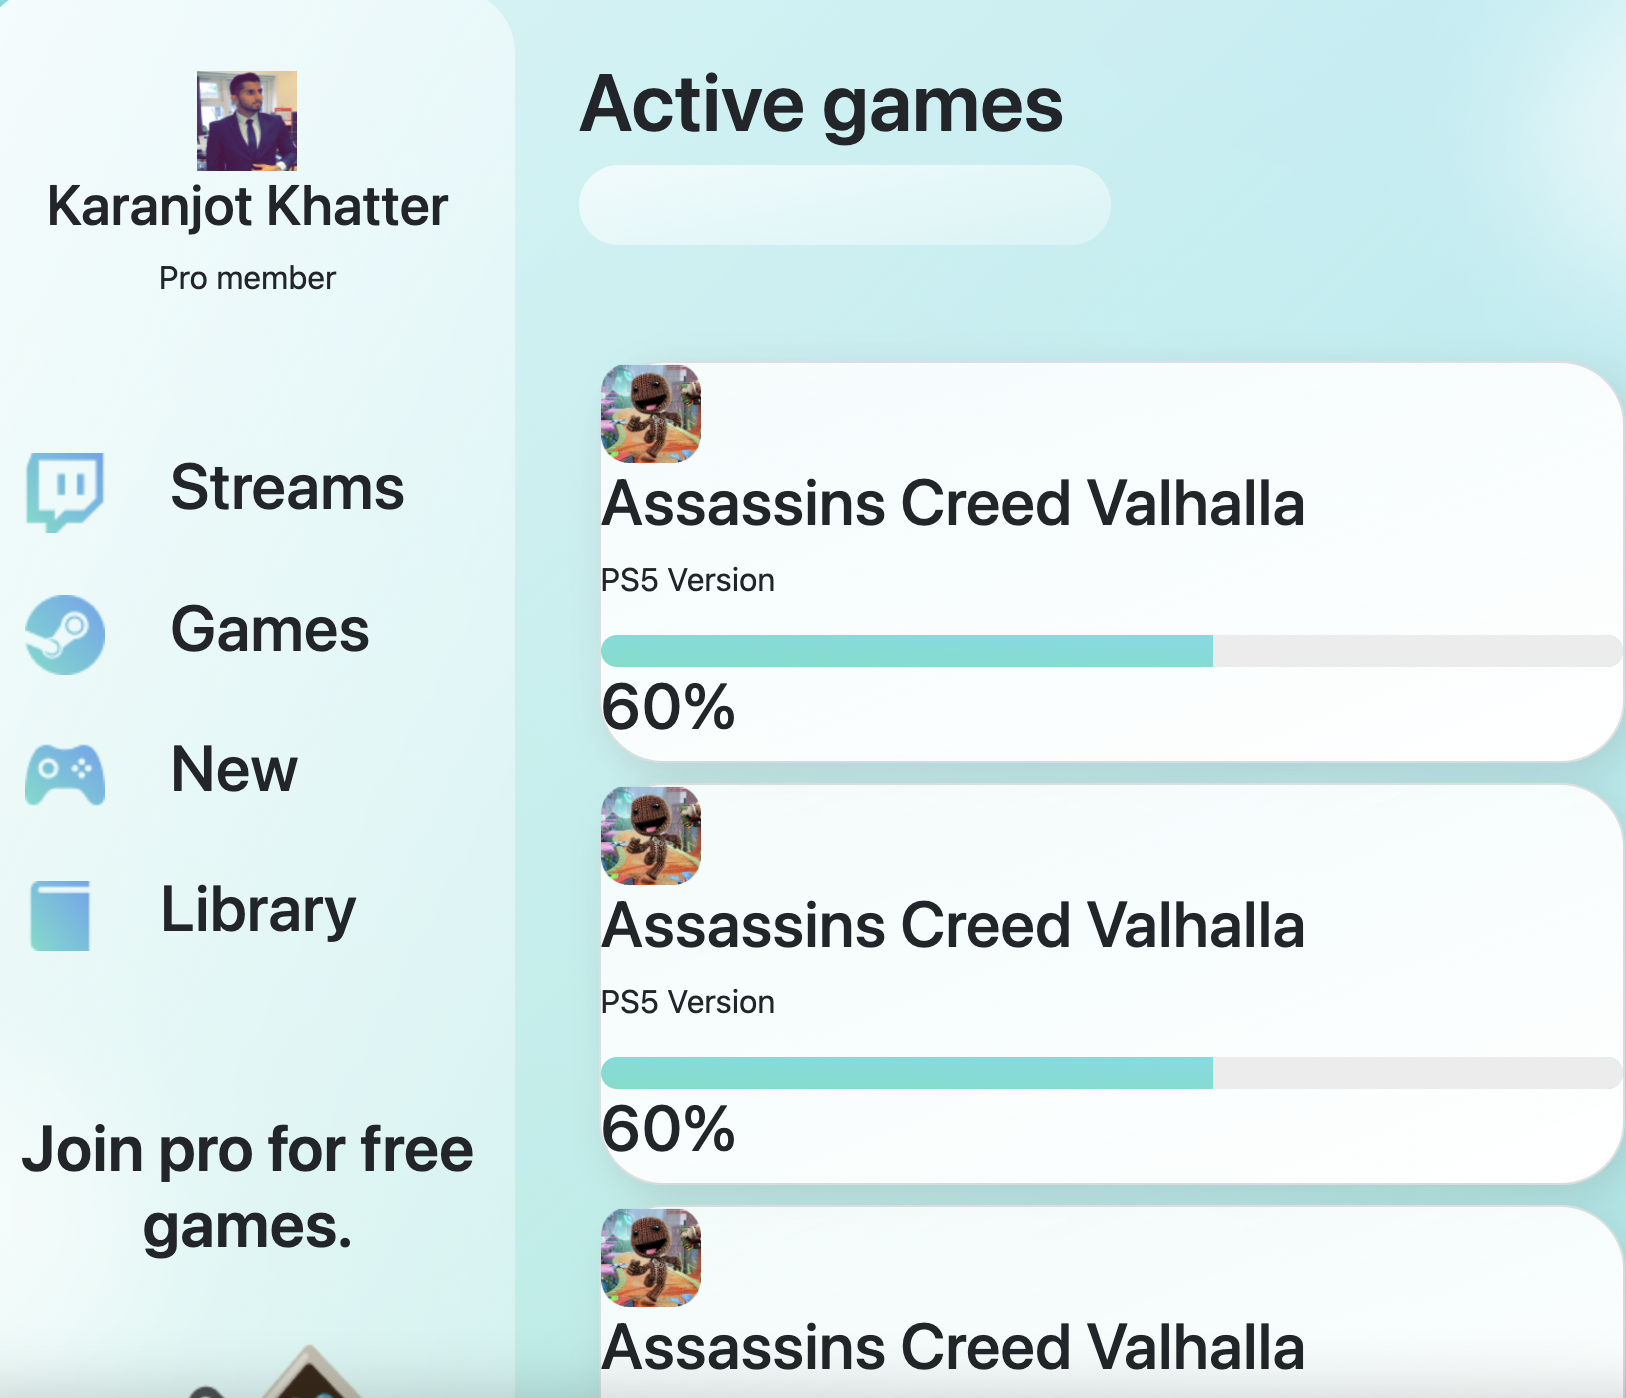 Karanjot Khatter
Pro member
Streams
Games
New
Library
Join pro for free
games.
Active games
Assassins Creed Valhalla
PS5 Version
60%
Assassins Creed Valhalla
PS5 Version
60%
Assassins Creed Valhalla